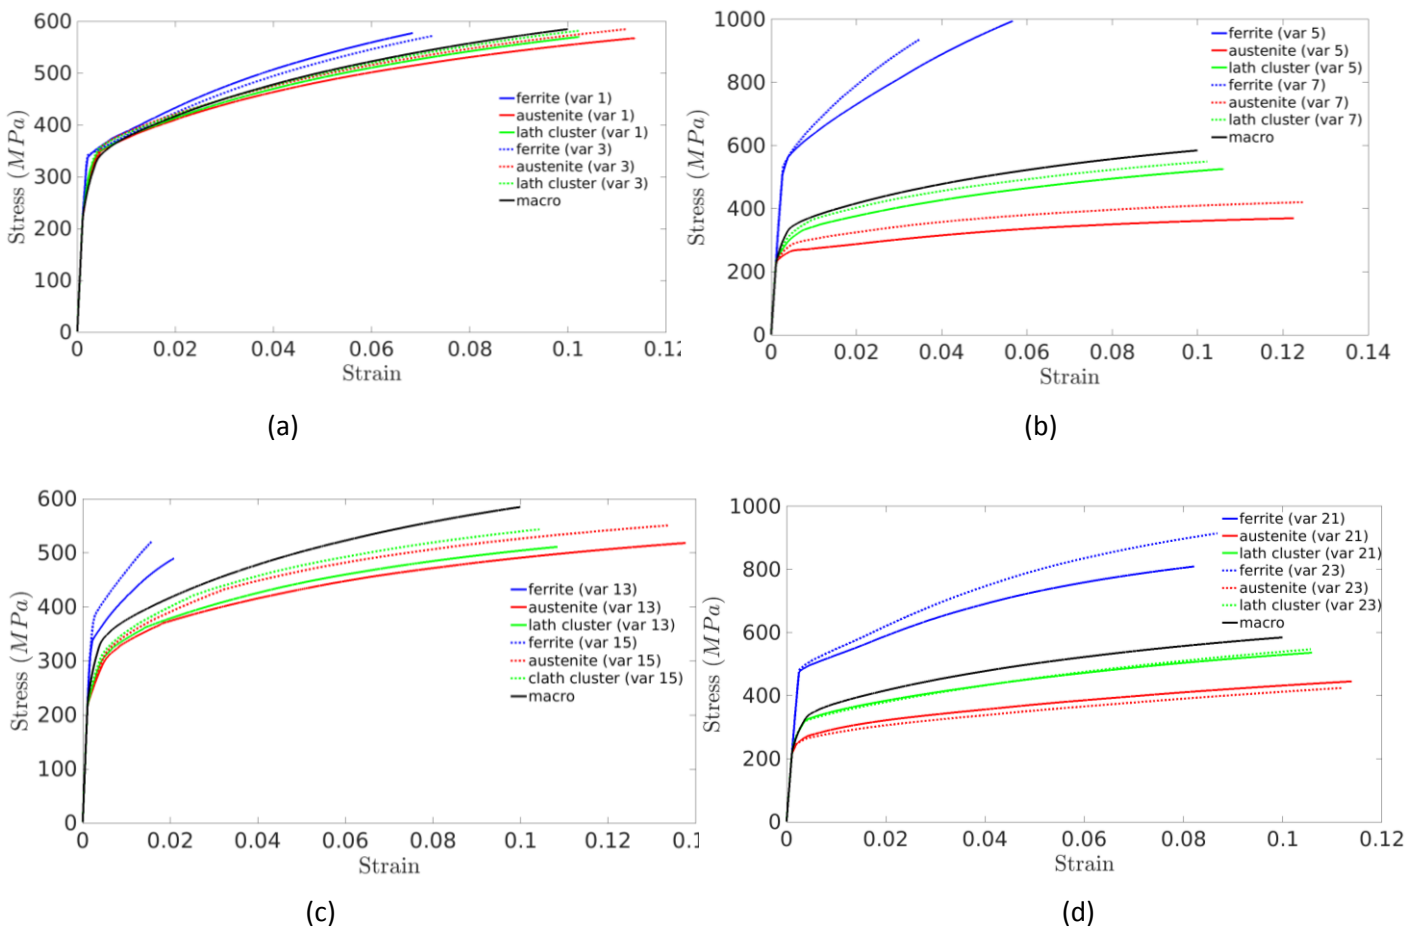 600
500
400
300
200
100
0
Stress (MPa)
0 0.02 0.04 0.06 0.08 0.1 0.12
Strain
ferrite (var 1)
austenite (var 1)
lath cluster (var 1)
ferrite (var 3)
austenite (var 3)
lath cluster (var 3)
macro
(a)
1000
800
600
400
200
0
Stress (MPa)
0 0.02 0.04 0.06 0.08 0.1 0.12 0.14
Strain
ferrite (var 5)
austenite (var 5)
lath cluster (var 5)
ferrite (var 7)
austenite (var 7)
lath cluster (var 7)
macro
(b)
600
500
400
300
200
100
0
Stress (MPa)
0 0.02 0.04 0.06 0.08 0.1 0.12 0.1
Strain
ferrite (var 13)
austenite (var 13)
lath cluster (var 13)
ferrite (var 15)
austenite (var 15)
clath cluster (var 15)
macro
(c)
1000
800
600
400
200
0
Stress (MPa)
0 0.02 0.04 0.06 0.08 0.1 0.12
Strain
ferrite (var 21)
austenite (var 21)
lath cluster (var 21)
ferrite (var 23)
austenite (var 23)
lath cluster (var 23)
macro
(d)